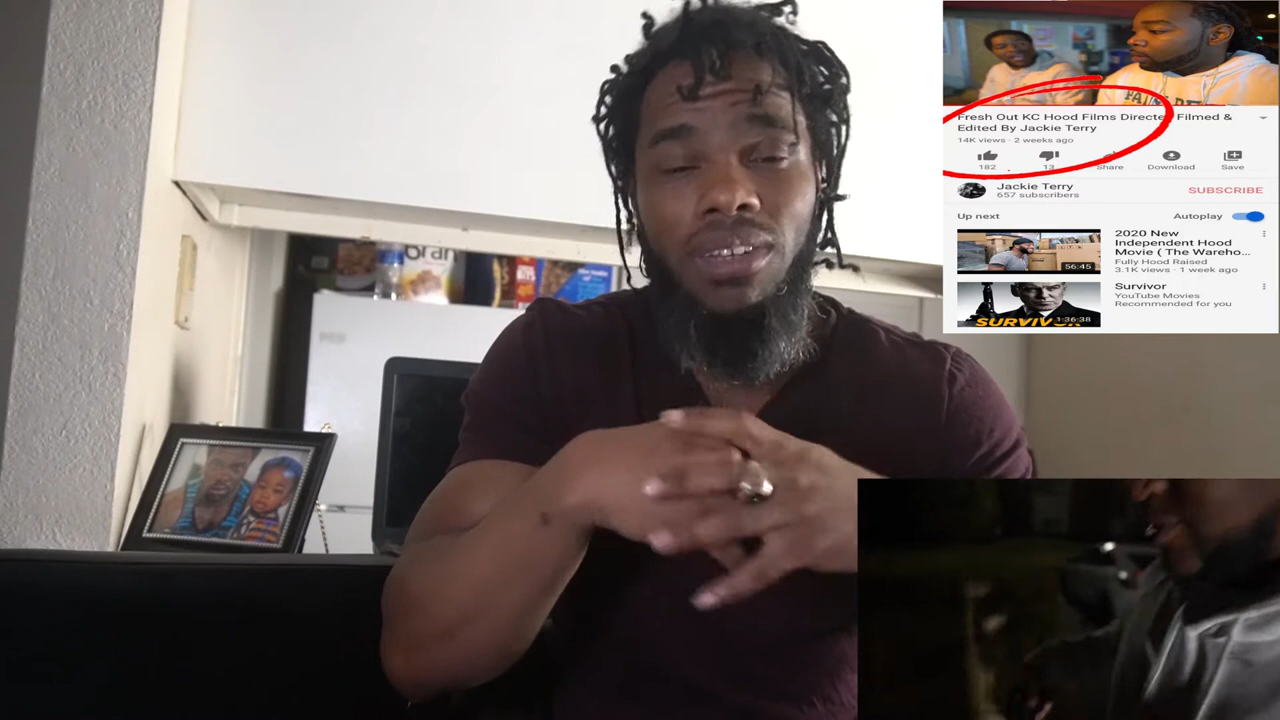 bran
PAIN
Fresh Out KC Hood Films Directe Filmed &
Edited By Jackie Terry
14K views · 2 weeks ago
182
13
Share
Download
Save
Jackie Terry
657 subscribers
SUBSCRIBE
Up next
Autoplay
2020 New
Independent Hood
Movie ( The Wareho...
Fully Hood Raised
3.1K views · 1 week ago
56:45
Survivor
YouTube Movies
Recommended for you
SURVIVOR
1:36:38